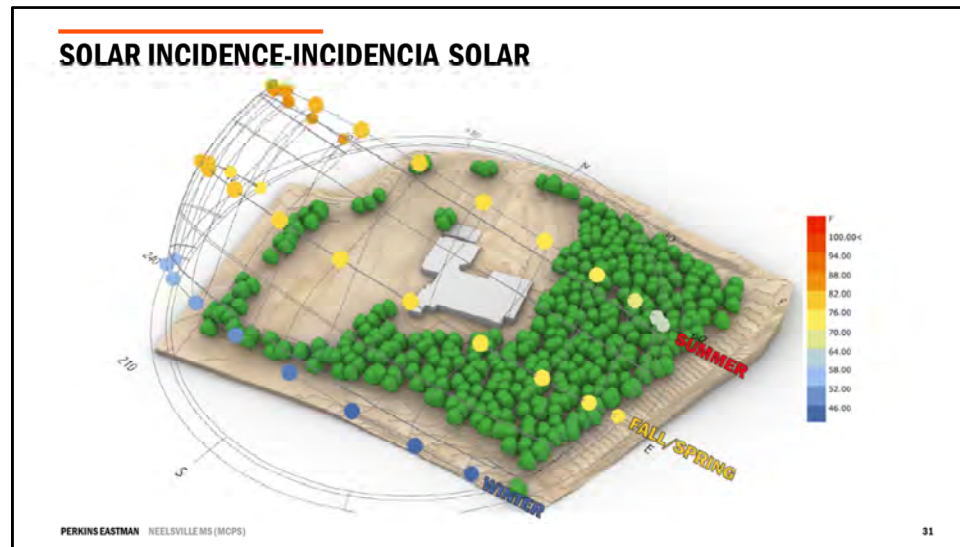 SOLAR INCIDENCE-INCIDENCIA SOLAR
N
240
210
S
E
SUMMER
FALL/SPRING
WINTER
F
100.00<
94.00
88.00
82.00
76.00
70.00
64.00
58.00
52.00
46.00
PERKINS EASTMAN NEELSVILLE MS (MCPS)
31